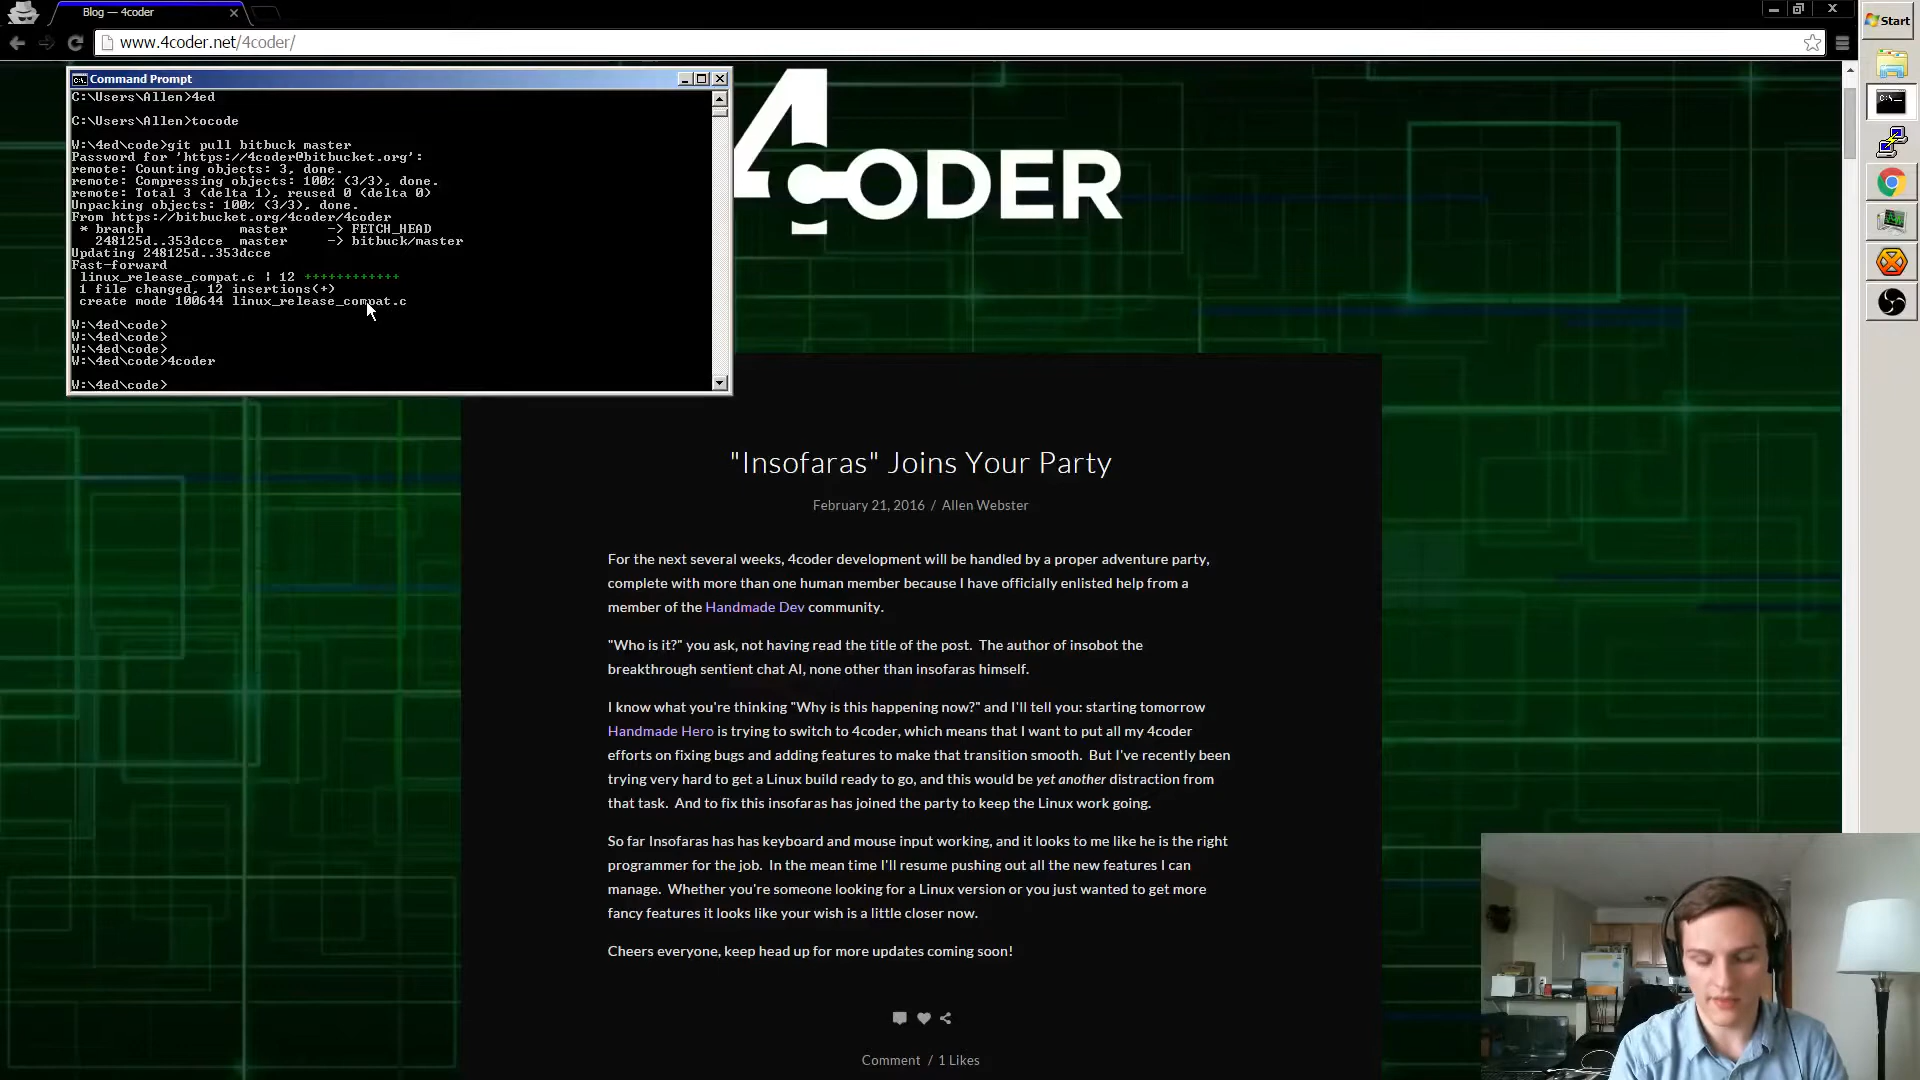 Blog — 4coder
www.4coder.net/4coder/
Start
Command Prompt
C:\Users\Allen>4ed
C:\Users\Allen>tocode
W:\4ed\code>git pull bitbuck master
Password for 'https://4coder@bitbucket.org':
remote: Counting objects: 3, done.
remote: Compressing objects: 100% (3/3), done.
remote: Total 3 (delta 1), reused 0 (delta 0)
Unpacking objects: 100% (3/3), done.
From https://bitbucket.org/4coder/4coder
* branch master -> FETCH_HEAD
248125d..353dcce master -> bitbuck/master
Updating 248125d..353dcce
Fast-forward
linux_release_compat.c | 12 ++++++++++++
1 file changed, 12 insertions(+)
create mode 100644 linux_release_compat.c
W:\4ed\code>
W:\4ed\code>
W:\4ed\code>
W:\4ed\code>4coder
W:\4ed\code>
4CODER
"Insofaras" Joins Your Party
February 21, 2016 / Allen Webster
For the next several weeks, 4coder development will be handled by a proper adventure party,
complete with more than one human member because I have officially enlisted help from a
member of the Handmade Dev community.
"Who is it?" you ask, not having read the title of the post. The author of insobot the
breakthrough sentient chat AI, none other than insofaras himself.
I know what you're thinking "Why is this happening now?" and I'll tell you: starting tomorrow
Handmade Hero is trying to switch to 4coder, which means that I want to put all my 4coder
efforts on fixing bugs and adding features to make that transition smooth. But I've recently been
trying very hard to get a Linux build ready to go, and this would be yet another distraction from
that task. And to fix this insofaras has joined the party to keep the Linux work going.
So far Insofaras has has keyboard and mouse input working, and it looks to me like he is the right
programmer for the job. In the mean time I'll resume pushing out all the new features I can
manage. Whether you're someone looking for a Linux version or you just wanted to get more
fancy features it looks like your wish is a little closer now.
Cheers everyone, keep head up for more updates coming soon!
Comment / 1 Likes